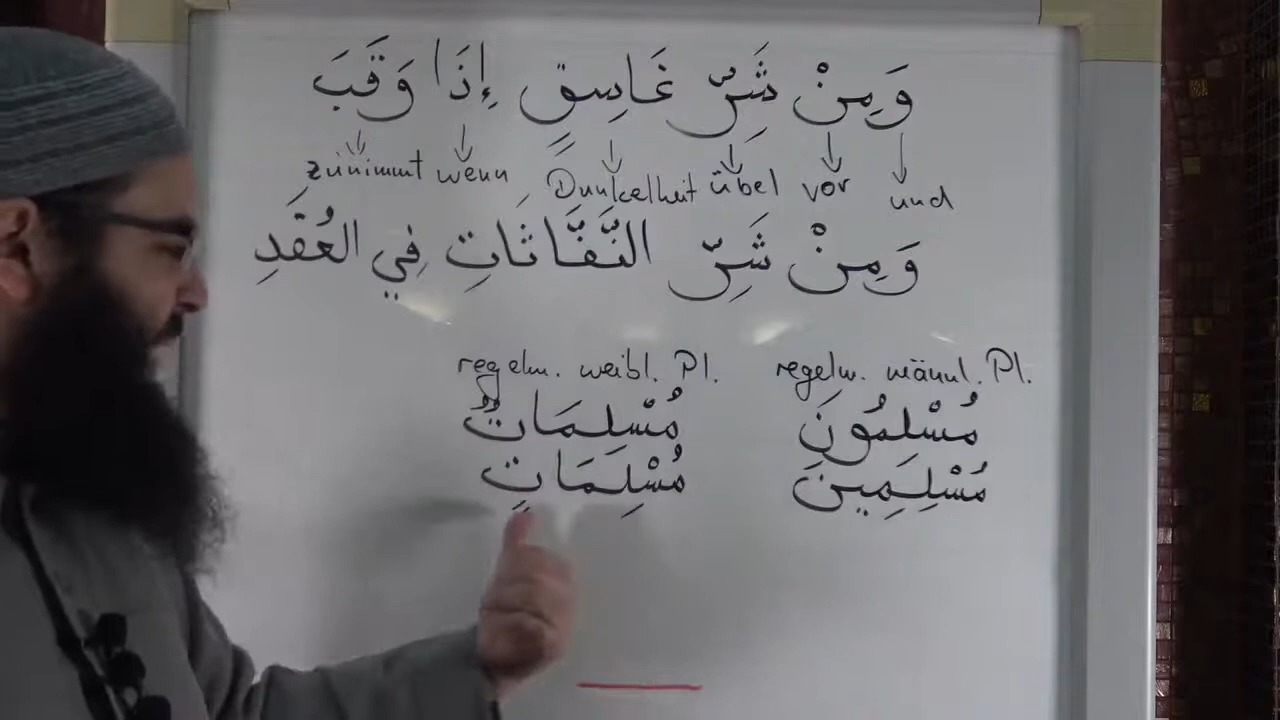 وَمِنْ شَرِّ غَاسِقٍ إِذَا وَقَبَ
zunimmt wenn Dunkelheit übel vor und
وَمِنْ شَرِّ النَّفَّاثَاتِ فِي العُقَدِ
regelm. weibl. Pl. regelm. männl. Pl.
مُسْلِمُونَ مُسْلِمَاتٌ
مُسْلِمِينَ مُسْلِمَاتٍ